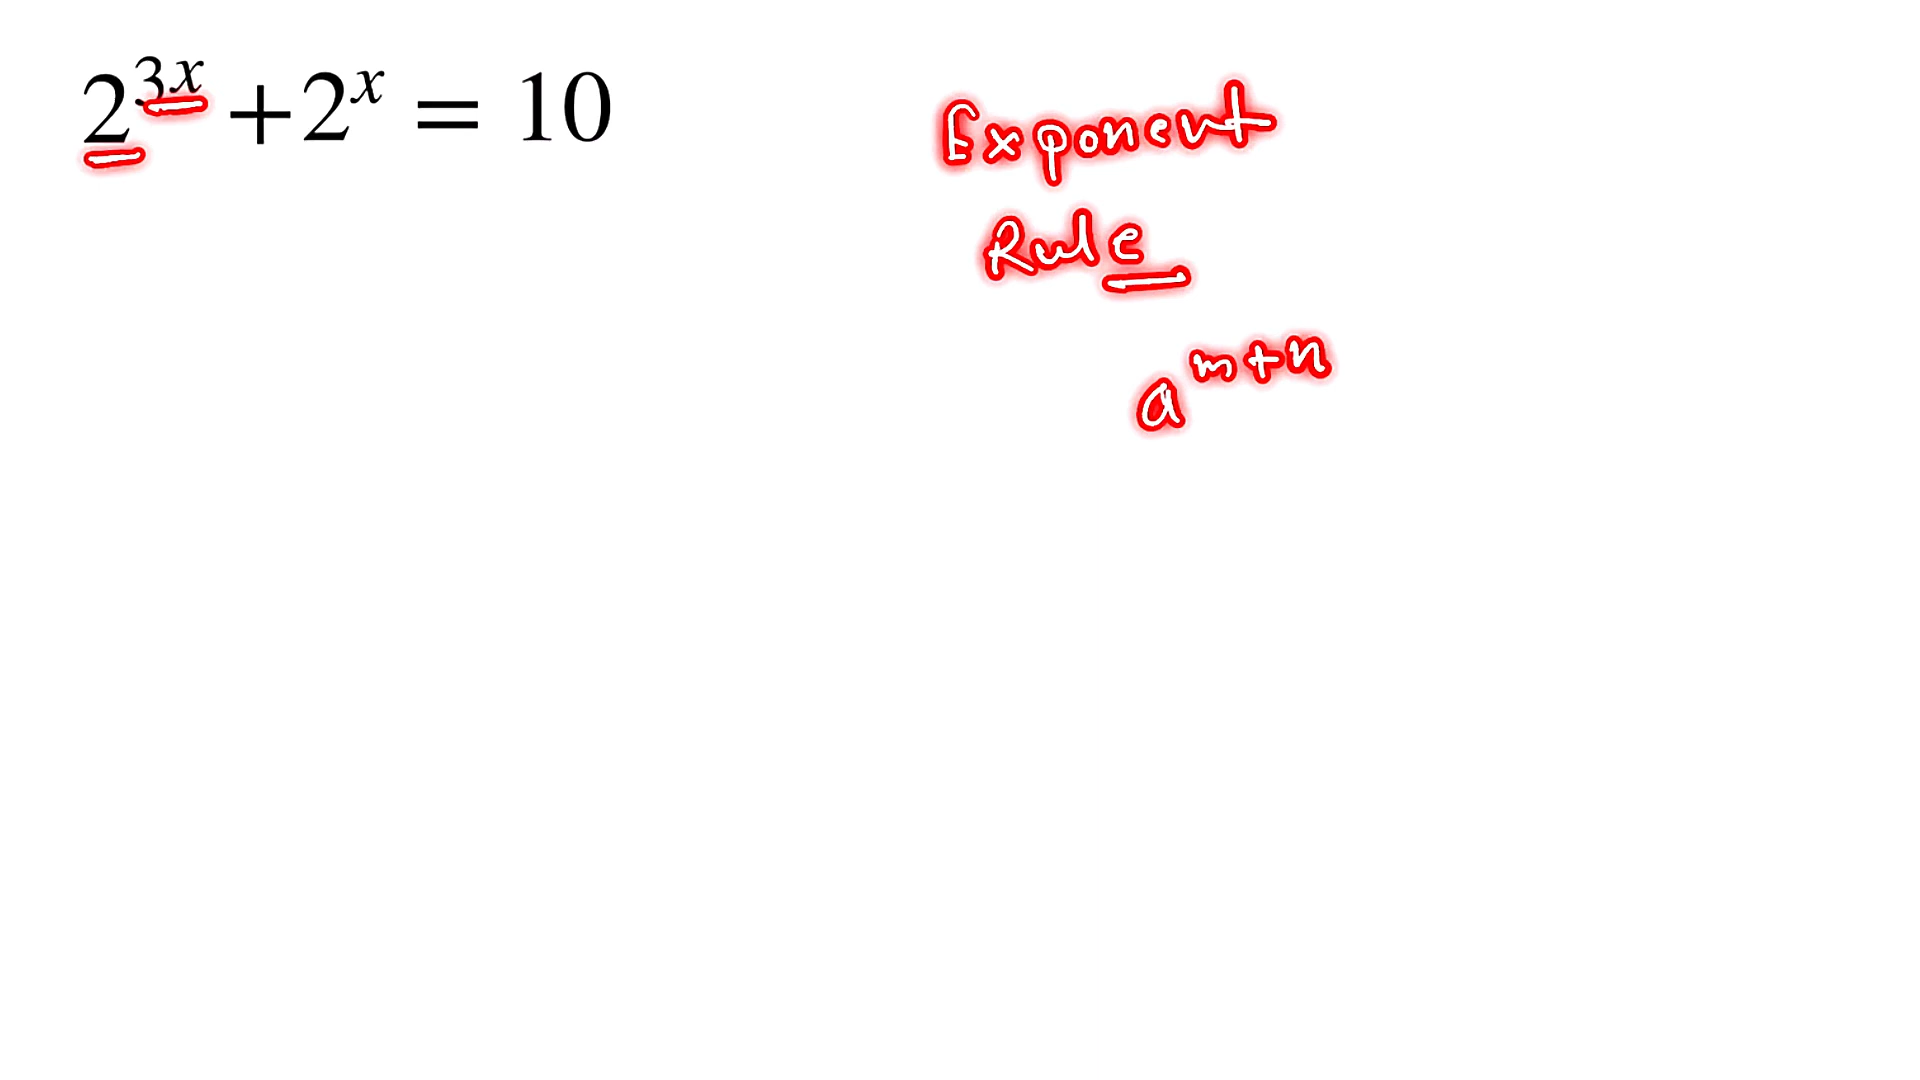 2^{3x} + 2^x = 10
Exponent
Rule
a^{m+n}